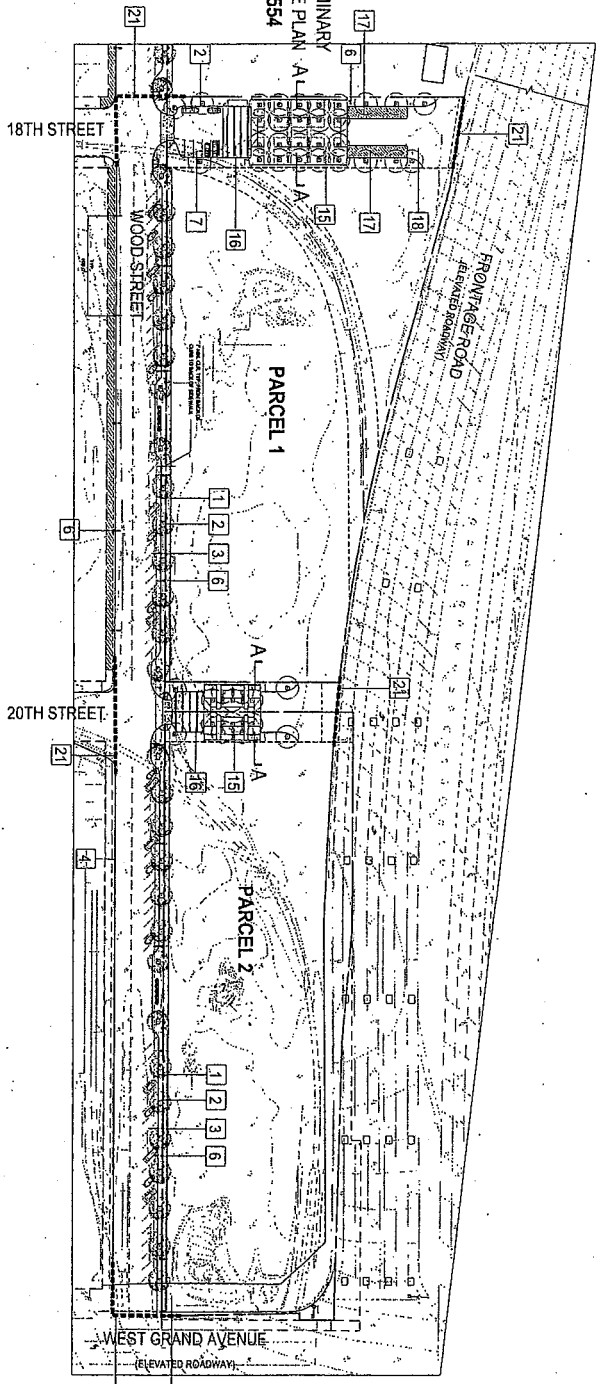 MINARY
E PLAN
554
21
2
A
6
17
18TH STREET
7
16
A
15
17
18
21
WOOD STREET
FRONTAGE ROAD
(ELEVATED ROADWAY)
PARCEL 1
1
2
3
6
6
A
21
20TH STREET
16
15
A
21
4
PARCEL 2
1
2
3
6
WEST GRAND AVENUE
(ELEVATED ROADWAY)